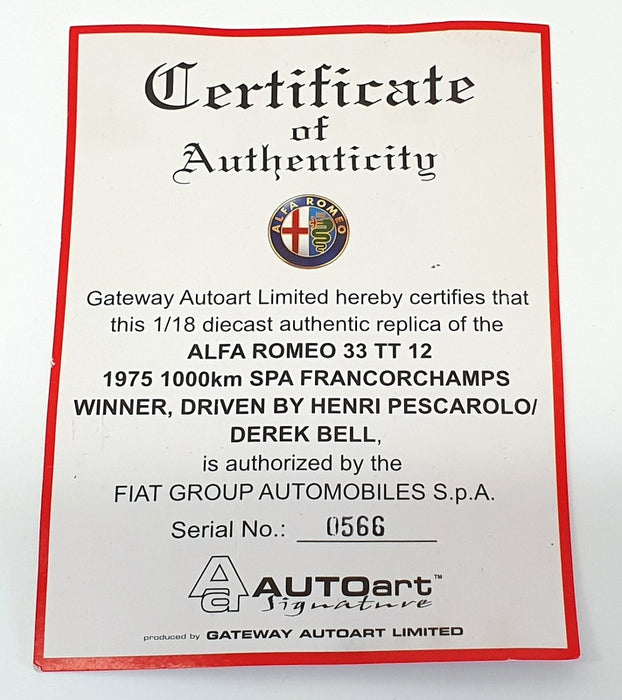 Certificate
of
Authenticity
ALFA ROMEO
Gateway Autoart Limited hereby certifies that
this 1/18 diecast authentic replica of the
ALFA ROMEO 33 TT 12
1975 1000km SPA FRANCORCHAMPS
WINNER, DRIVEN BY HENRI PESCAROLO/
DEREK BELL,
is authorized by the
FIAT GROUP AUTOMOBILES S.p.A.
Serial No.: 0566
Aa AUTOart™
Signature
produced by GATEWAY AUTOART LIMITED